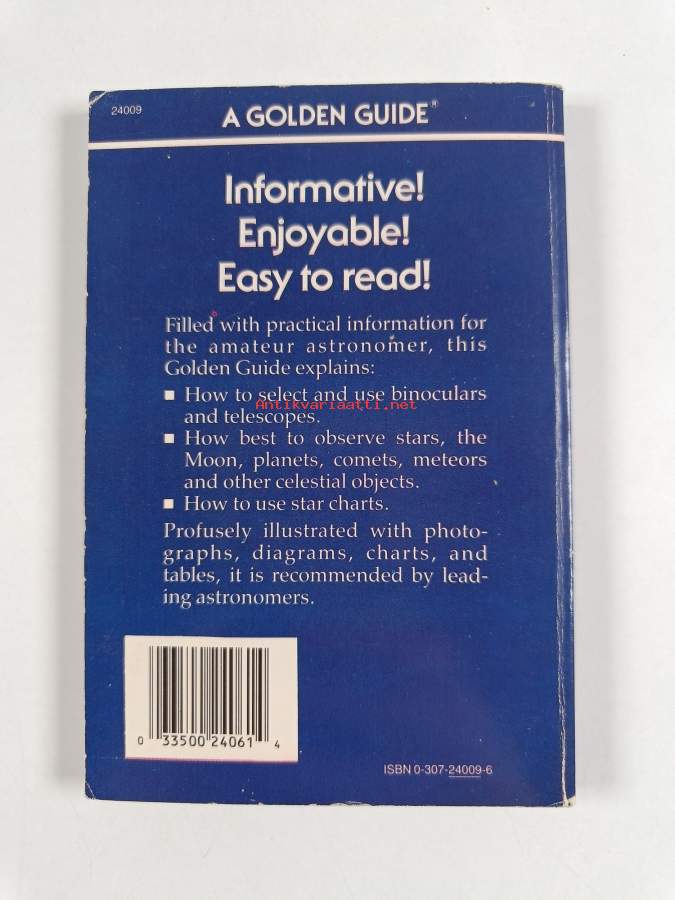 24009
A GOLDEN GUIDE®
Informative!
Enjoyable!
Easy to read!
Filled with practical information for
the amateur astronomer, this
Golden Guide explains:
■ How to select and use binoculars
Antikvariaatti.net
and telescopes.
■ How best to observe stars, the
Moon, planets, comets, meteors
and other celestial objects.
■ How to use star charts.
Profusely illustrated with photo-
graphs, diagrams, charts, and
tables, it is recommended by lead-
ing astronomers.
0 33500 24061 4
ISBN 0-307-24009-6